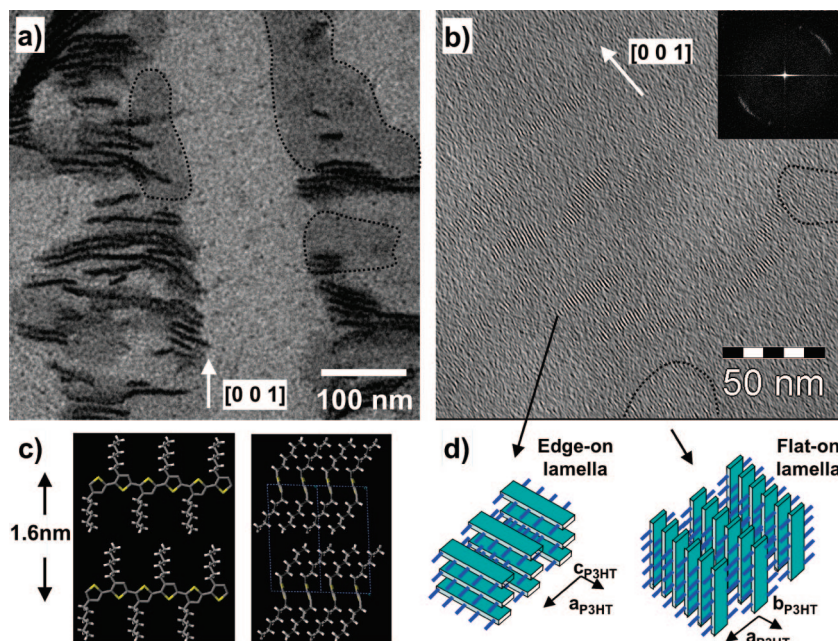 a)
[0 0 1]
100 nm
b)
[0 0 1]
50 nm
c)
1.6nm
d)
Edge-on
lamella
cP3HT
aP3HT
Flat-on
lamella
bP3HT
aP3HT